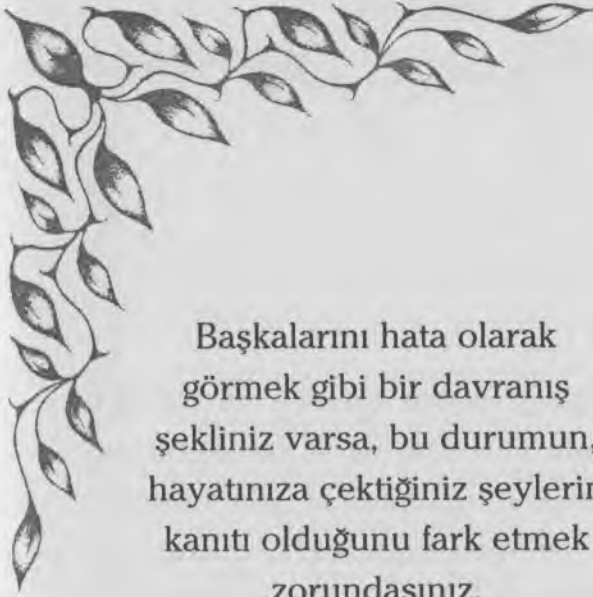 Başkalarını hata olarak
görmek gibi bir davranış
şekliniz varsa, bu durumun,
hayatınıza çektiğiniz şeylerin
kanıtı olduğunu fark etmek
zorundasınız.